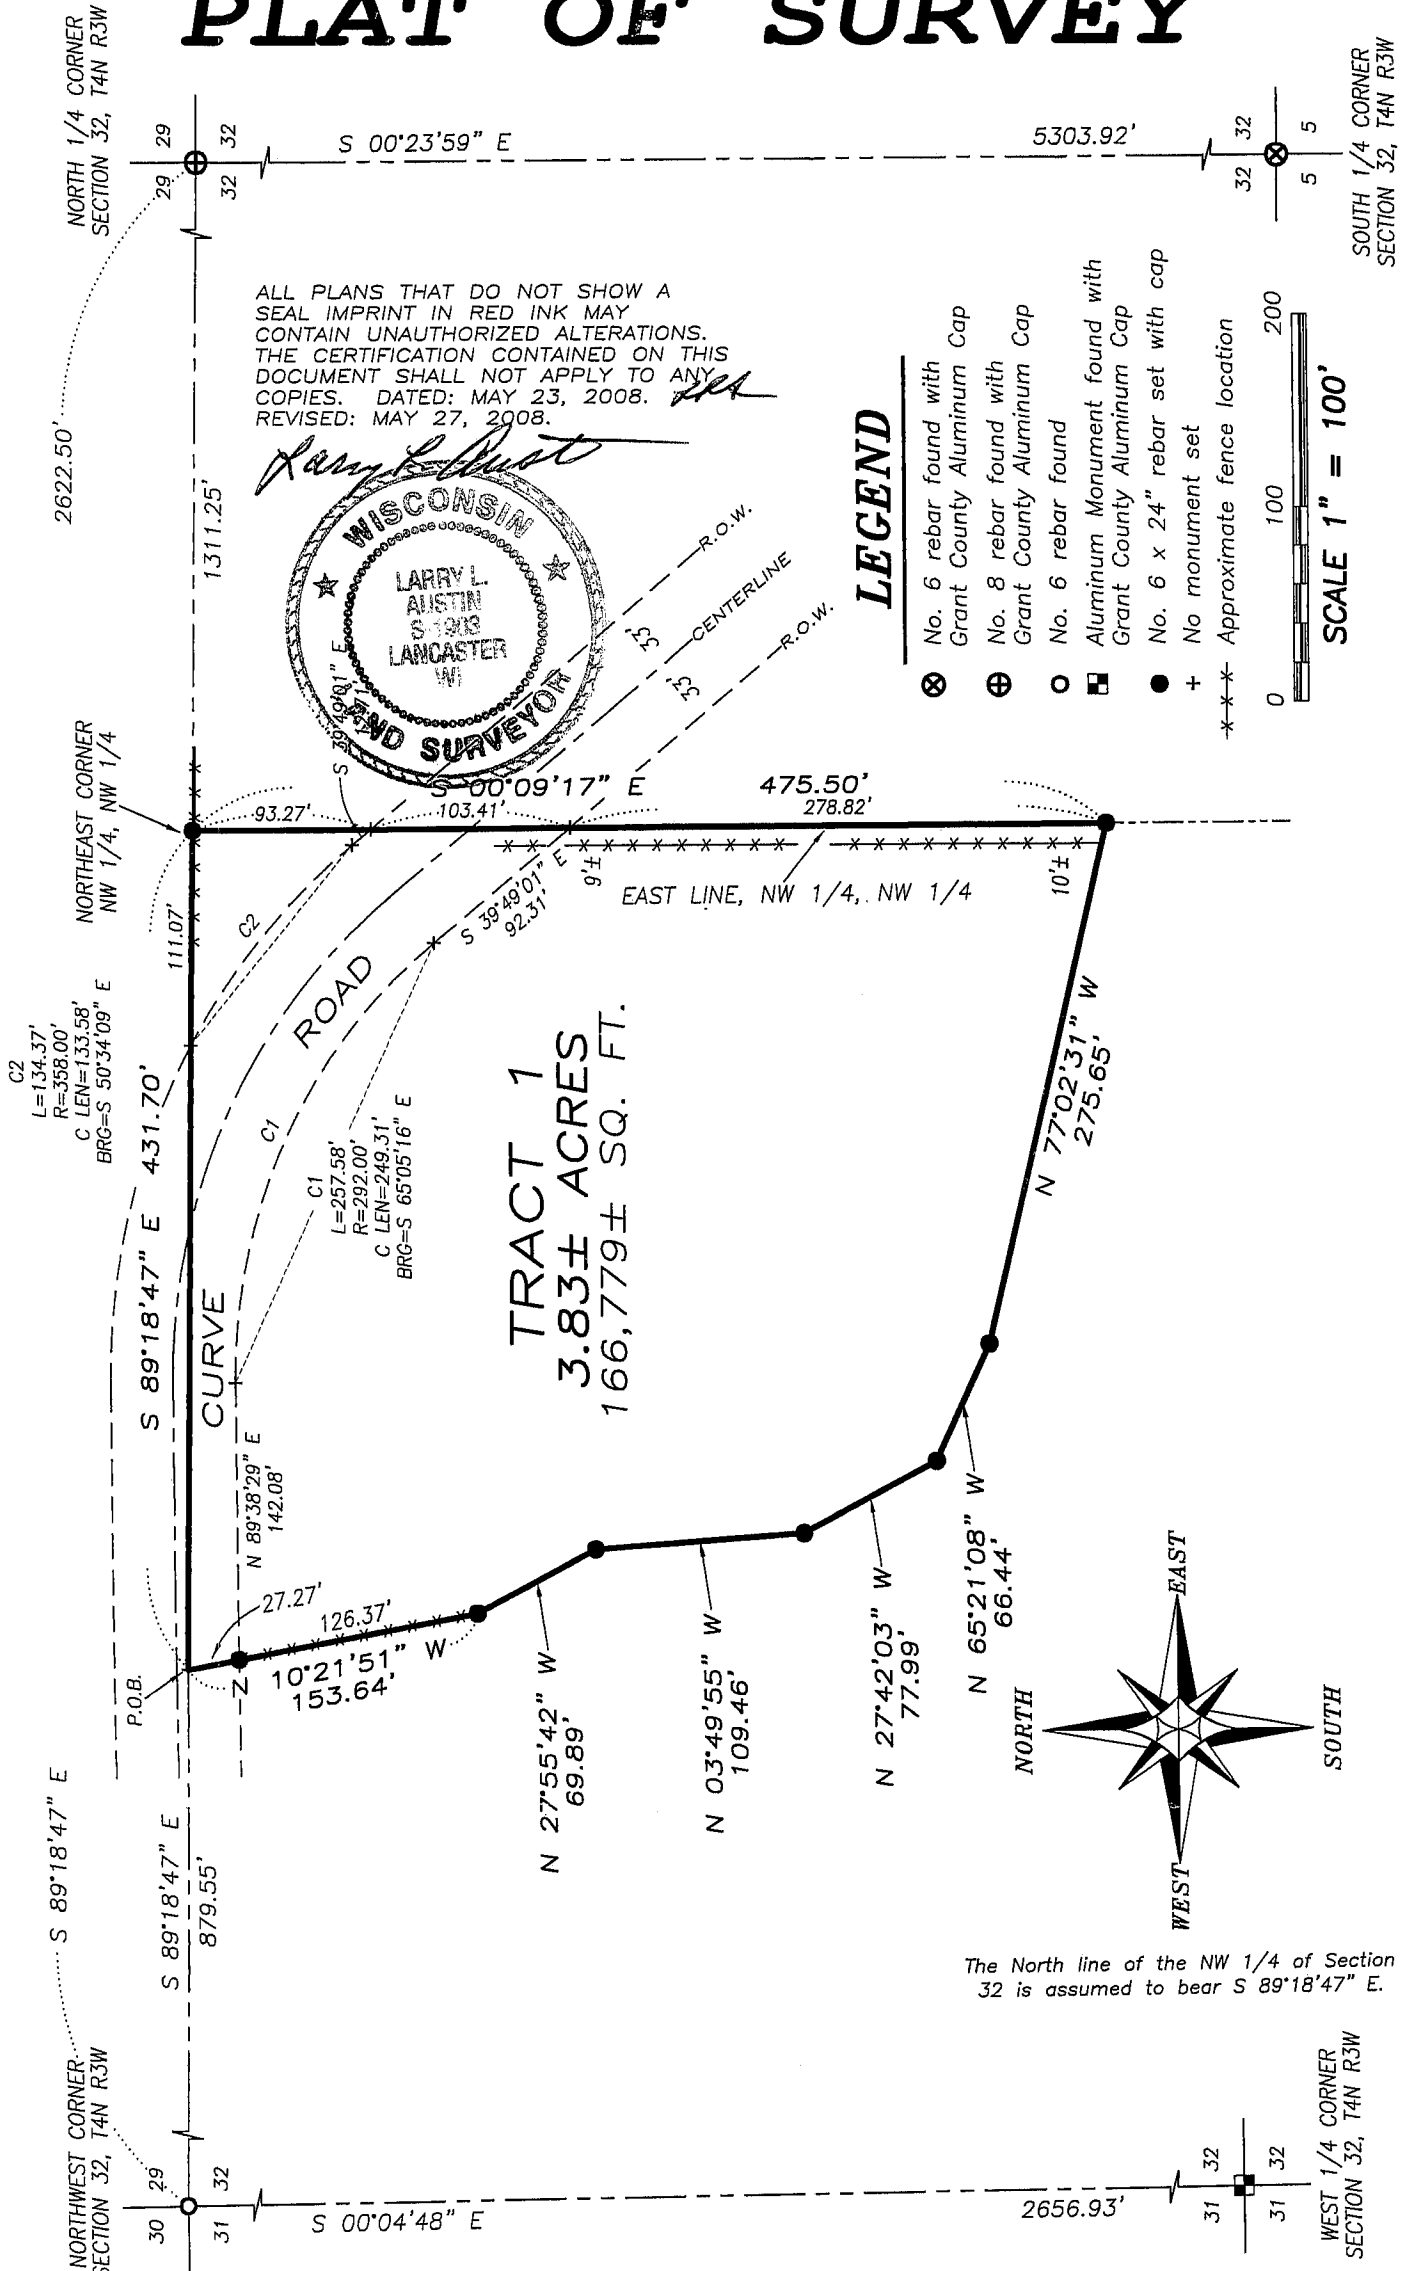 PLAT OF SURVEY
NORTH 1/4 CORNER
SECTION 32, T4N R3W
29
32
29
32
S 00°23'59" E
5303.92'
32
5
32
5
SOUTH 1/4 CORNER
SECTION 32, T4N R3W
2622.50'
1311.25'
ALL PLANS THAT DO NOT SHOW A
SEAL IMPRINT IN RED INK MAY
CONTAIN UNAUTHORIZED ALTERATIONS.
THE CERTIFICATION CONTAINED ON THIS
DOCUMENT SHALL NOT APPLY TO ANY
COPIES. DATED: MAY 23, 2008.
REVISED: MAY 27, 2008.
Larry L. Austin
WISCONSIN
LARRY L.
AUSTIN
S-1903
LANCASTER
WI
LAND SURVEYOR
S 39°49'01" E
R.O.W.
33'
CENTERLINE
33'
R.O.W.
LEGEND
No. 6 rebar found with
Grant County Aluminum Cap
No. 8 rebar found with
Grant County Aluminum Cap
No. 6 rebar found
Aluminum Monument found with
Grant County Aluminum Cap
No. 6 x 24" rebar set with cap
No monument set
Approximate fence location
0 100 200
SCALE 1" = 100'
NORTHEAST CORNER
NW 1/4, NW 1/4
S 00°09'17" E 475.50'
93.27'
103.41'
278.82'
9'±
10'±
EAST LINE, NW 1/4, NW 1/4
111.07'
C2
S 39°49'01" E
92.31'
C2
L=134.37'
R=358.00'
C LEN=133.58'
BRG=S 50°34'09" E
S 89°18'47" E 431.70'
CURVE ROAD
C1
C1
L=257.58'
R=292.00'
C LEN=249.31'
BRG=S 65°05'16" E
TRACT 1
3.83± ACRES
166,779± SQ. FT.
N 77°02'31" W
275.65'
N 89°38'29" E
142.08'
27.27'
126.37'
N 10°21'51" W
153.64'
P.O.B.
N 27°55'42" W
69.89'
N 03°49'55" W
109.46'
N 27°42'03" W
77.99'
N 65°21'08" W
66.44'
S 89°18'47" E
S 89°18'47" E
879.55'
NORTH
EAST
SOUTH
WEST
The North line of the NW 1/4 of Section
32 is assumed to bear S 89°18'47" E.
NORTHWEST CORNER
SECTION 32, T4N R3W
30
29
31
32
S 00°04'48" E
2656.93'
31
32
31
32
WEST 1/4 CORNER
SECTION 32, T4N R3W